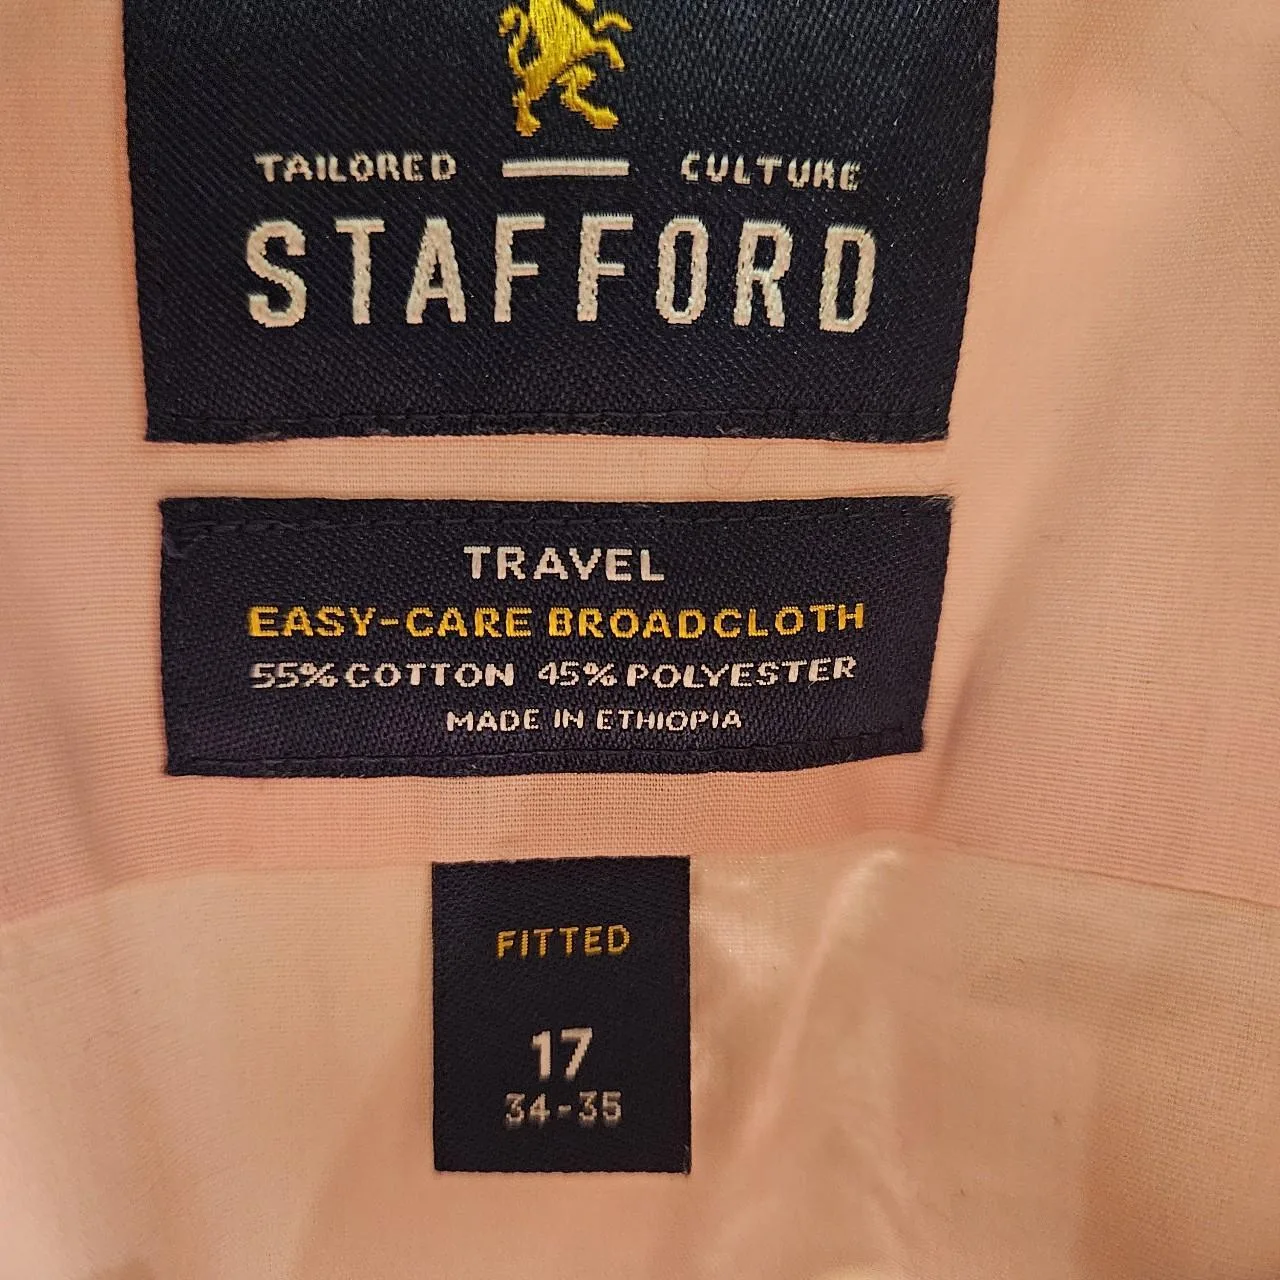 TAILORED — CULTURE
STAFFORD
TRAVEL
EASY-CARE BROADCLOTH
55% COTTON 45% POLYESTER
MADE IN ETHIOPIA
FITTED
17
34-35